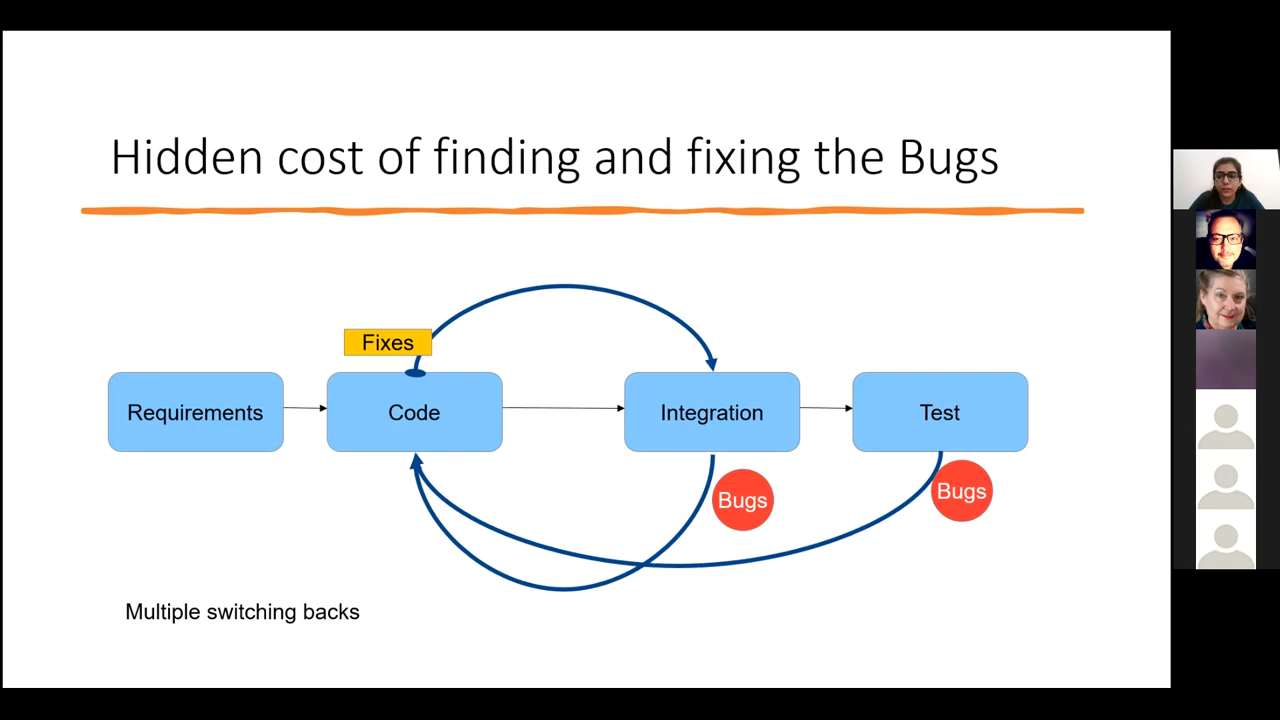 Hidden cost of finding and fixing the Bugs
Fixes
Requirements
Code
Integration
Test
Bugs
Bugs
Multiple switching backs